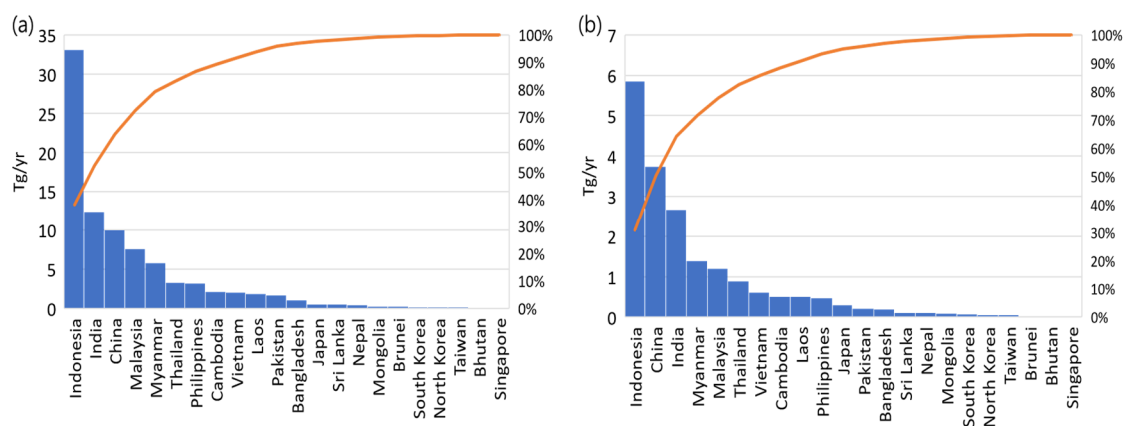 (a)
35
30
25
20
15
10
5
0
Tg/yr
100%
90%
80%
70%
60%
50%
40%
30%
20%
10%
0%
Indonesia
India
China
Malaysia
Myanmsia
Thailand
Philippines
Cambodia
Vietnam
Laos
Pakistan
Bangladesh
Japan
Sri Lanka
Nepal
Mongolia
Brunei
South Korea
North Korea
Taiwan
Bhutan
Singapore
(b)
7
6
5
4
3
2
1
0
Tg/yr
100%
90%
80%
70%
60%
50%
40%
30%
20%
10%
0%
Indonesia
China
India
Myanmar
Malaysia
Thailand
Vietnam
Cambodia
Laos
Philippines
Japan
Pakistan
Bangladesh
Sri Lanka
Nepal
Mongolia
South Korea
North Korea
Taiwan
Brunei
Bhutan
Singapore